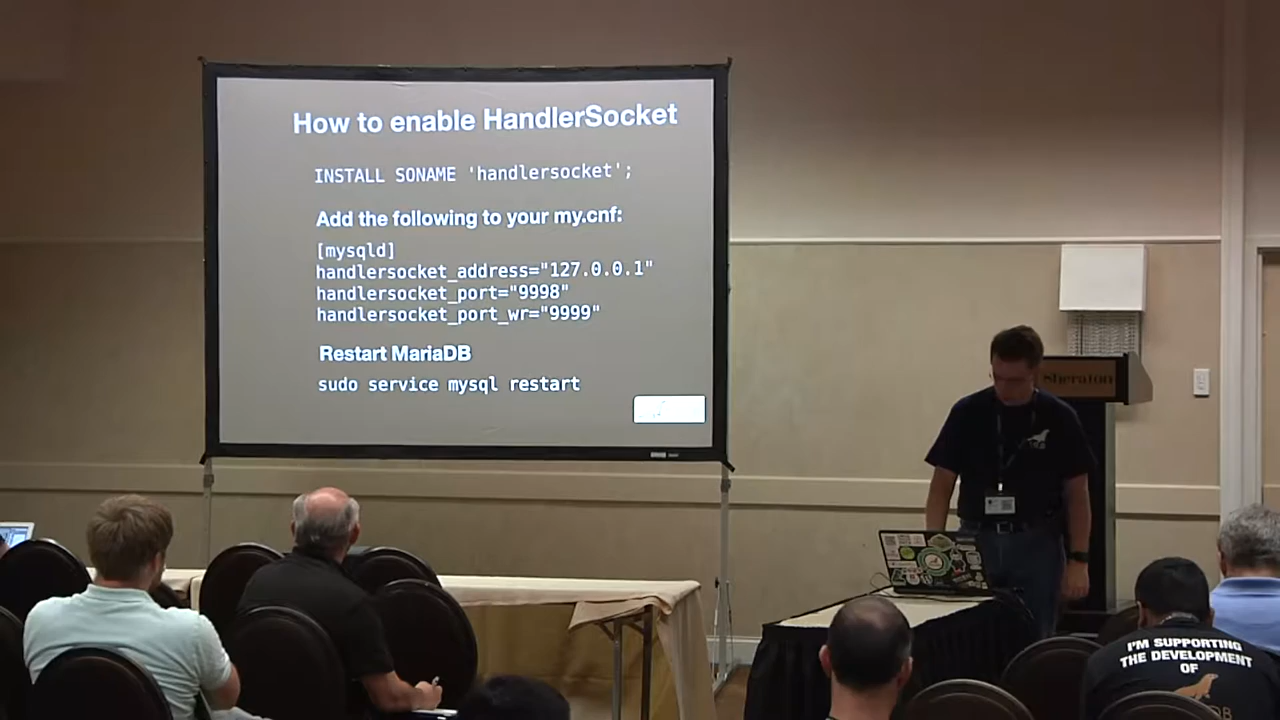 How to enable HandlerSocket
INSTALL SONAME 'handlersocket';
Add the following to your my.cnf:
[mysqld]
handlersocket_address="127.0.0.1"
handlersocket_port="9998"
handlersocket_port_wr="9999"
Restart MariaDB
sudo service mysql restart
Sheraton
I'M SUPPORTING
THE DEVELOPMENT
OF